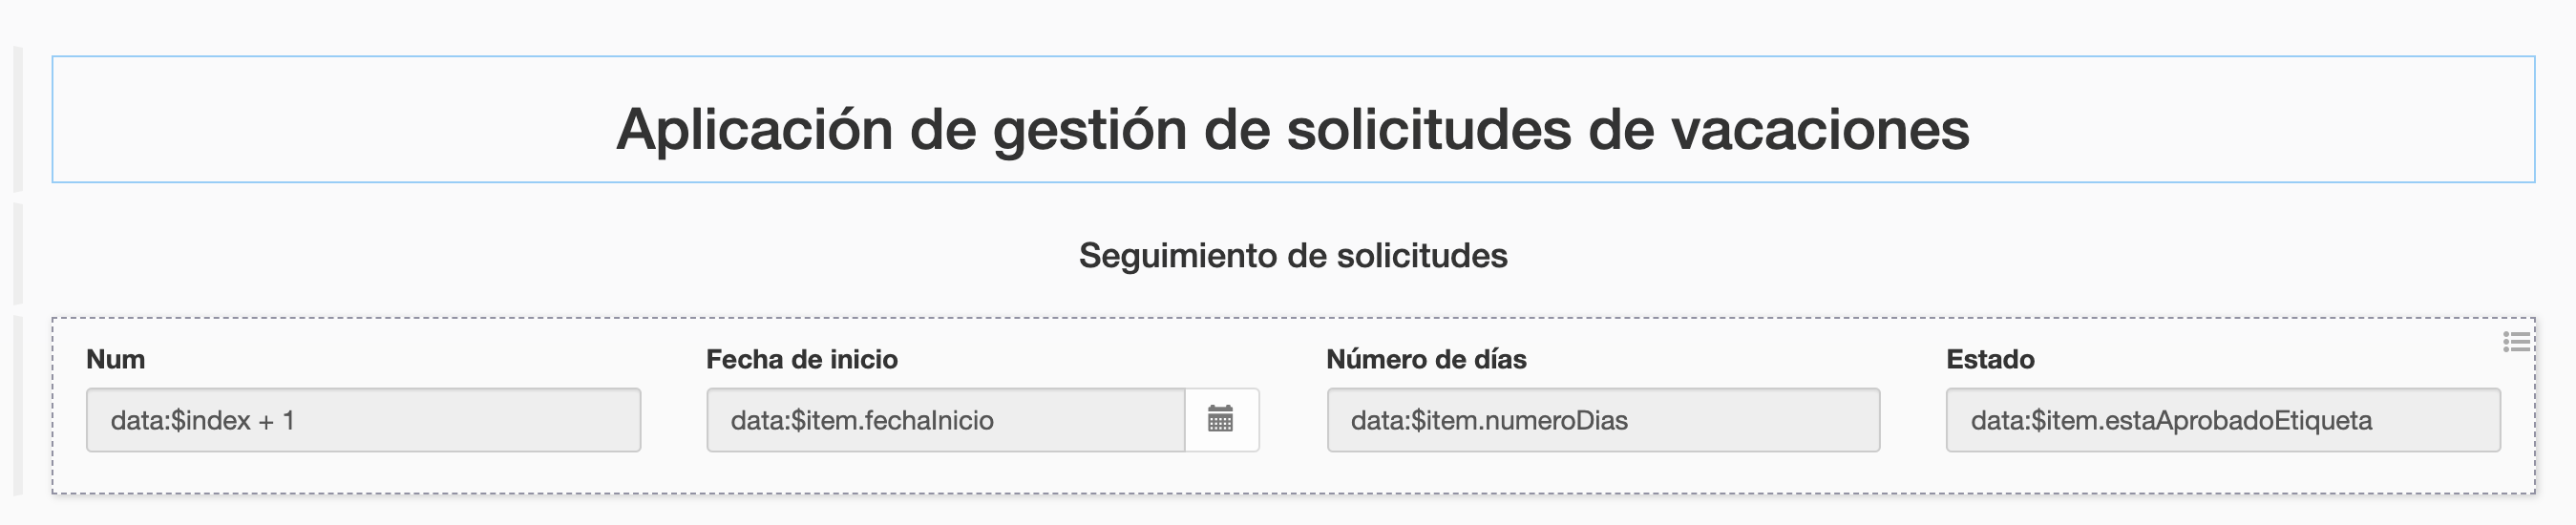 Aplicación de gestión de solicitudes de vacaciones
Seguimiento de solicitudes
Num Fecha de inicio Número de días Estado
data:$index + 1 data:$item.fechaInicio data:$item.numeroDias data:$item.estaAprobadoEtiqueta